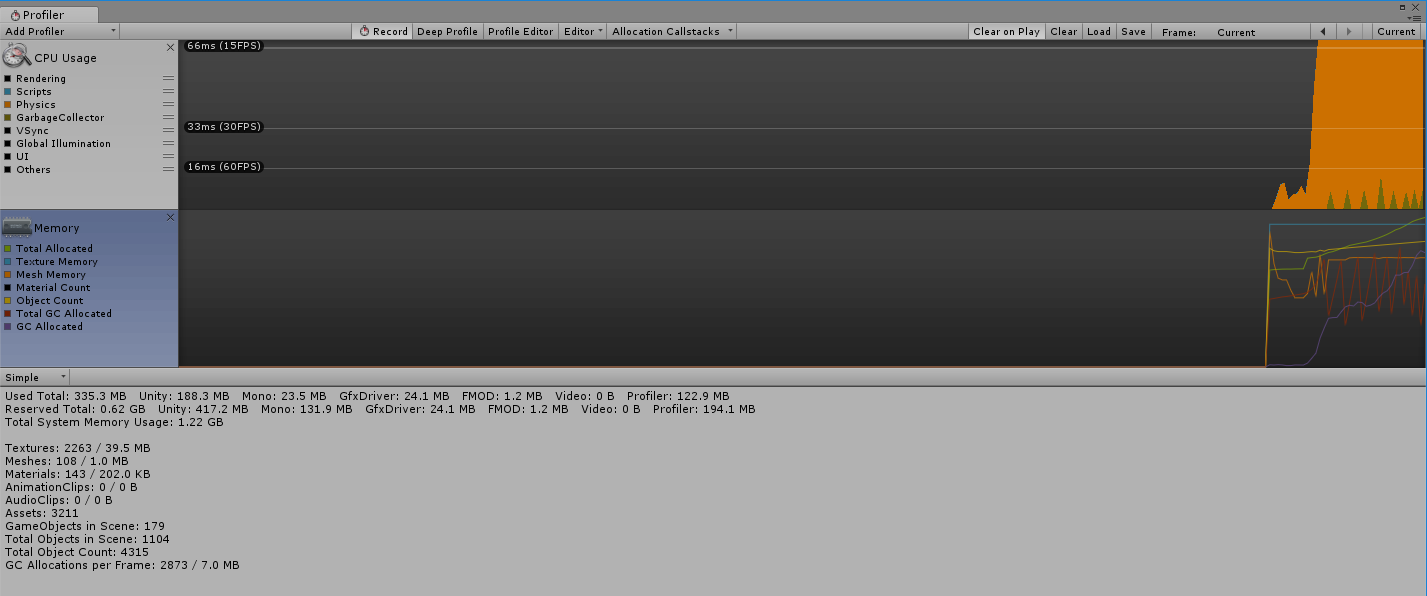 Profiler
Add Profiler Record Deep Profile Profile Editor Editor Allocation Callstacks Clear on Play Clear Load Save Frame: Current Current
CPU Usage
Rendering
Scripts
Physics
GarbageCollector
VSync
Global Illumination
UI
Others
66ms (15FPS)
33ms (30FPS)
16ms (60FPS)
Memory
Total Allocated
Texture Memory
Mesh Memory
Material Count
Object Count
Total GC Allocated
GC Allocated
Simple
Used Total: 335.3 MB Unity: 188.3 MB Mono: 23.5 MB GfxDriver: 24.1 MB FMOD: 1.2 MB Video: 0 B Profiler: 122.9 MB
Reserved Total: 0.62 GB Unity: 417.2 MB Mono: 131.9 MB GfxDriver: 24.1 MB FMOD: 1.2 MB Video: 0 B Profiler: 194.1 MB
Total System Memory Usage: 1.22 GB
Textures: 2263 / 39.5 MB
Meshes: 108 / 1.0 MB
Materials: 143 / 202.0 KB
AnimationClips: 0 / 0 B
AudioClips: 0 / 0 B
Assets: 3211
GameObjects in Scene: 179
Total Objects in Scene: 1104
Total Object Count: 4315
GC Allocations per Frame: 2873 / 7.0 MB